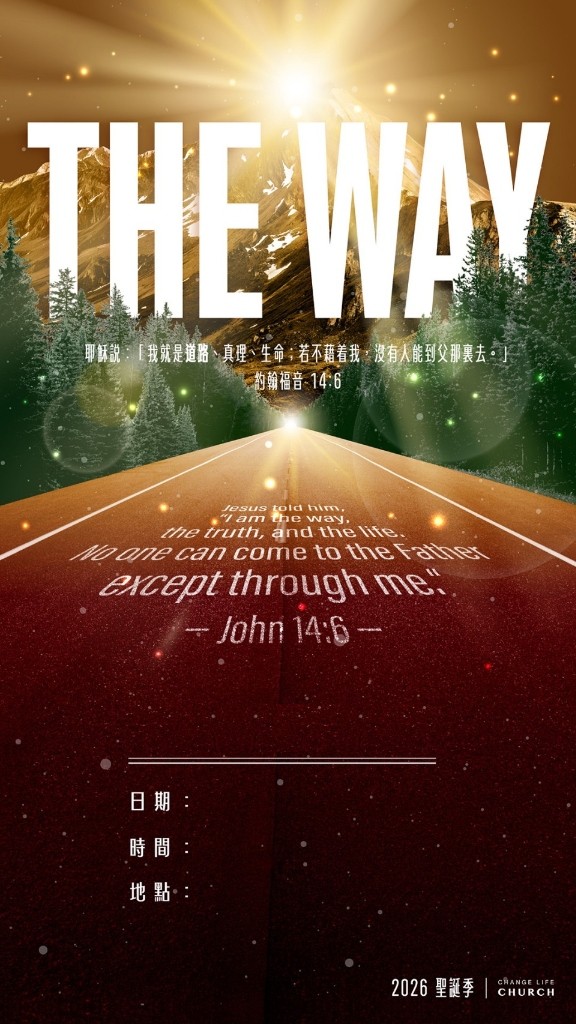 THE WAY
耶穌說：「我就是道路、真理、生命；若不藉着我，沒有人能到父那裏去。」
約翰福音 14:6
Jesus told him,
“I am the way,
the truth, and the life.
No one can come to the Father
except through me.”
— John 14:6 —
日期：
時間：
地點：
2026 聖誕季 | CHANGE LIFE
CHURCH